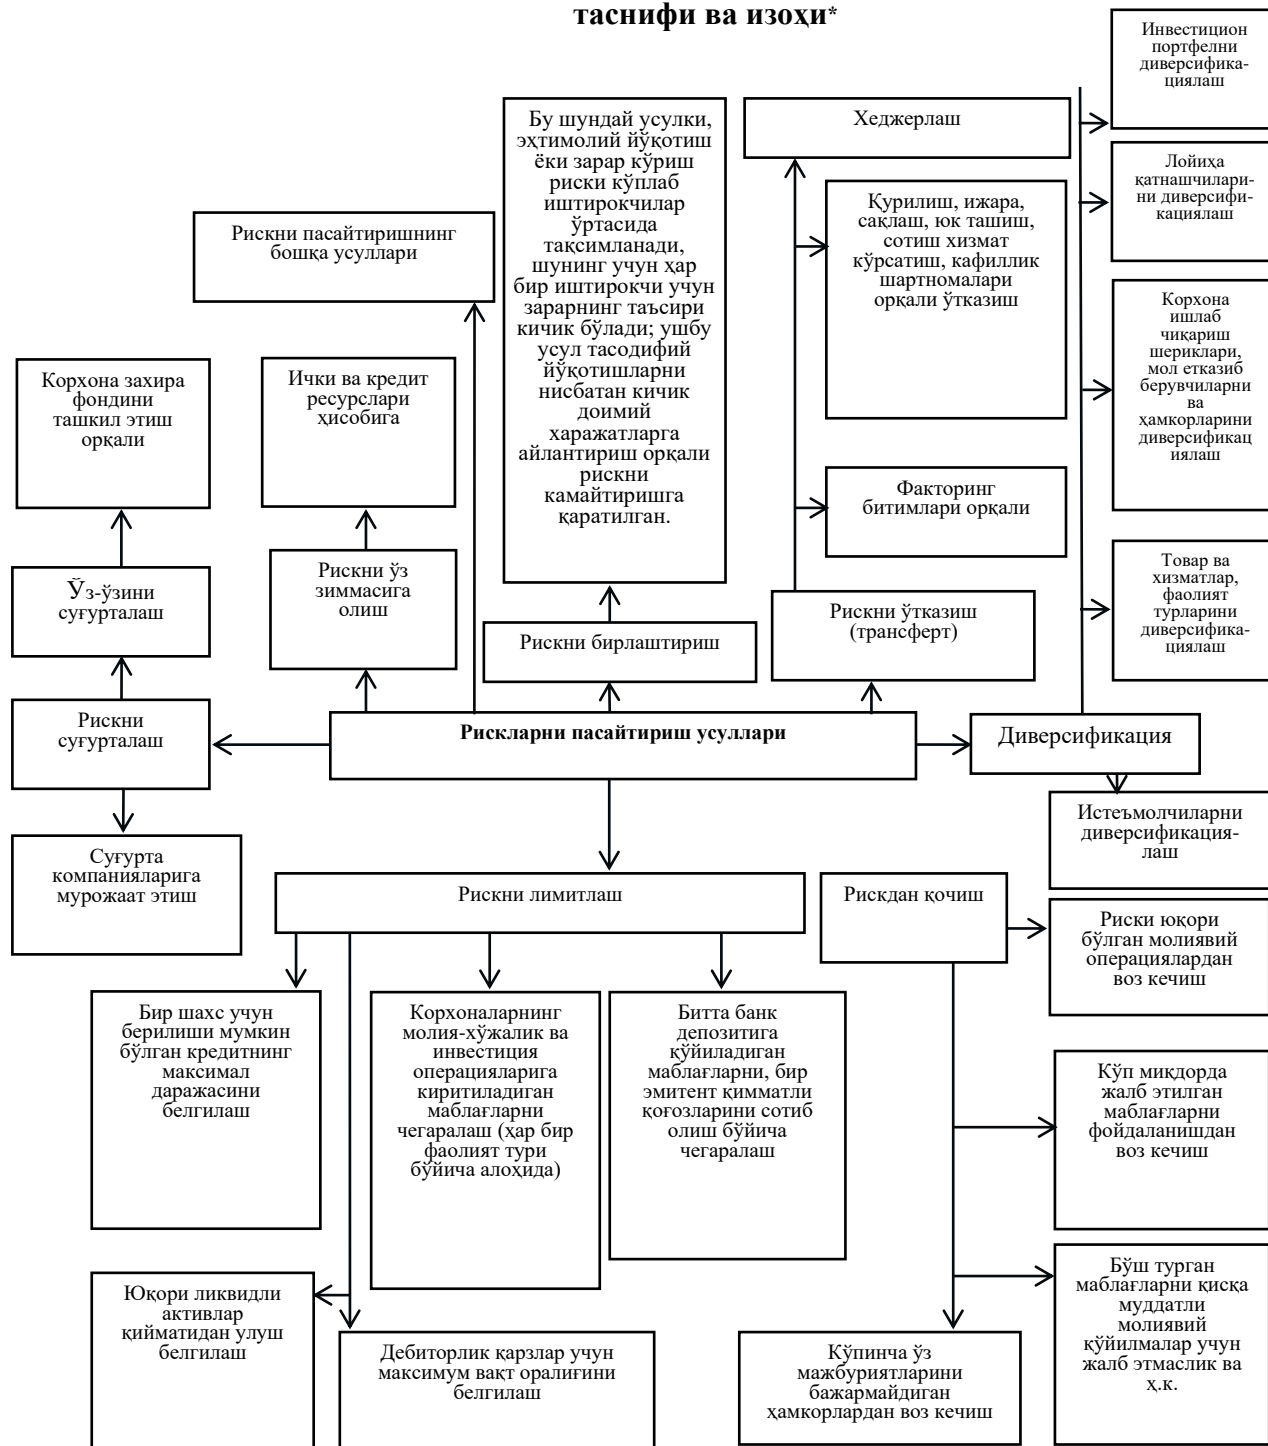 таснифи ва изоҳи*
Инвестицион
портфелни
диверсифика-
циялаш
Хеджерлаш
Бу шундай усулки,
эҳтимолий йўқотиш
ёки зарар кўриш
риски кўплаб
иштирокчилар
ўртасида
тақсимланади,
шунинг учун ҳар
бир иштирокчи учун
зарарнинг таъсири
кичик бўлади; ушбу
усул тасодифий
йўқотишларни
нисбатан кичик
доимий
харажатларга
айлантириш орқали
рискни
камайтиришга
қаратилган.
Лойиҳа
қатнашчилари-
ни диверсифи-
кациялаш
Қурилиш, ижара,
сақлаш, юк ташиш,
сотиш хизмат
кўрсатиш, кафиллик
шартномалари
орқали ўтказиш
Рискни пасайтиришнинг
бошқа усуллари
Корхона
ишлаб
чиқариш
шериклари,
мол етказиб
берувчиларни
ва
ҳамкорларини
диверсификац
иялаш
Корхона захира
фондини
ташкил этиш
орқали
Ички ва кредит
ресурслари
ҳисобига
Факторинг
битимлари орқали
Ўз-ўзини
суғурталаш
Рискни ўз
зиммасига
олиш
Рискни бирлаштириш
Рискни ўтказиш
(трансферт)
Товар ва
хизматлар,
фаолият
турларини
диверсифика-
циялаш
Рискни
суғурталаш
Рискларни пасайтириш усуллари
Диверсификация
Суғурта
компанияларига
мурожаат этиш
Истеъмолчиларни
диверсификация-
лаш
Рискни лимитлаш
Рискдан қочиш
Риски юқори
бўлган молиявий
операциялардан
воз кечиш
Бир шахс учун
берилиши мумкин
бўлган кредитнинг
максимал
даражасини
белгилаш
Корхоналарнинг
молия-хўжалик ва
инвестиция
операцияларига
киритиладиган
маблағларни
чегаралаш (ҳар бир
фаолият тури
бўйича алоҳида)
Битта банк
депозитига
қўйиладиган
маблағларни, бир
эмитент қимматли
қоғозларини сотиб
олиш бўйича
чегаралаш
Кўп миқдорда
жалб этилган
маблағларни
фойдаланишдан
воз кечиш
Юқори ликвидли
активлар
қийматидан улуш
белгилаш
Дебиторлик қарзлар учун
максимум вақт оралиғини
белгилаш
Кўпинча ўз
мажбуриятларини
бажармайдиган
ҳамкорлардан воз кечиш
Бўш турган
маблағларни қисқа
муддатли
молиявий
қўйилмалар учун
жалб этмаслик ва
ҳ.к.